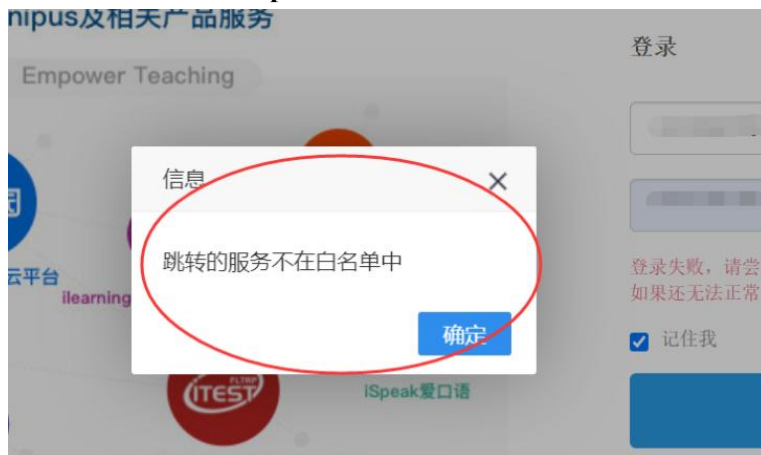 nipus及相关产品服务
Empower Teaching
登录
信息
跳转的服务不在白名单中
确定
云平台
ilearning
登录失败，请尝
如果还无法正常
记住我
FLTRP
iTEST
iSpeak爱口语